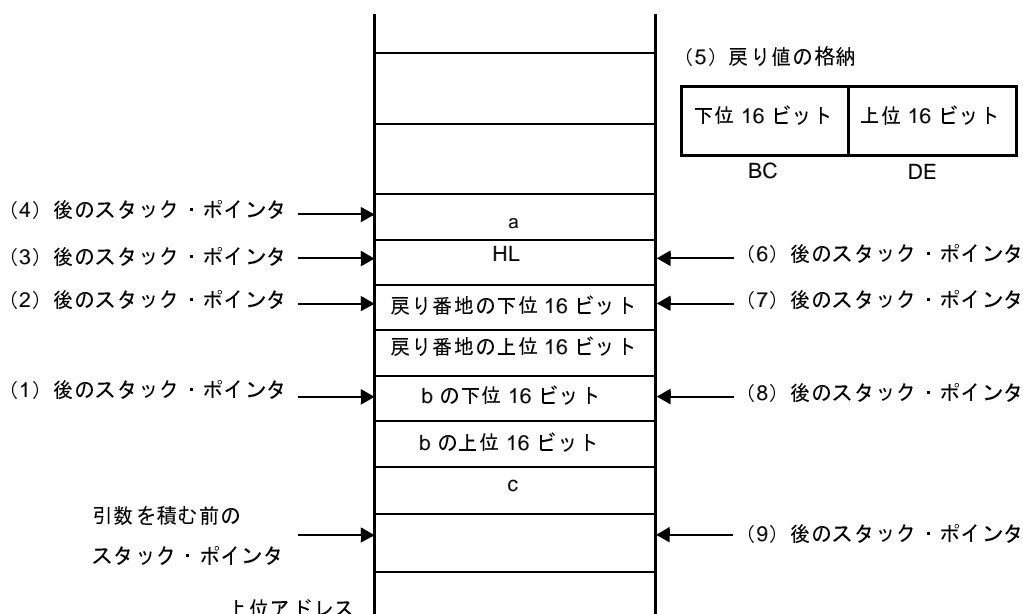 (5) 戻り値の格納
下位 16 ビット
上位 16 ビット
BC
DE
(4) 後のスタック・ポインタ
a
(3) 後のスタック・ポインタ
HL
(6) 後のスタック・ポインタ
(2) 後のスタック・ポインタ
戻り番地の下位 16 ビット
(7) 後のスタック・ポインタ
戻り番地の上位 16 ビット
(1) 後のスタック・ポインタ
b の下位 16 ビット
(8) 後のスタック・ポインタ
b の上位 16 ビット
c
引数を積む前の
スタック・ポインタ
(9) 後のスタック・ポインタ
上位アドレス